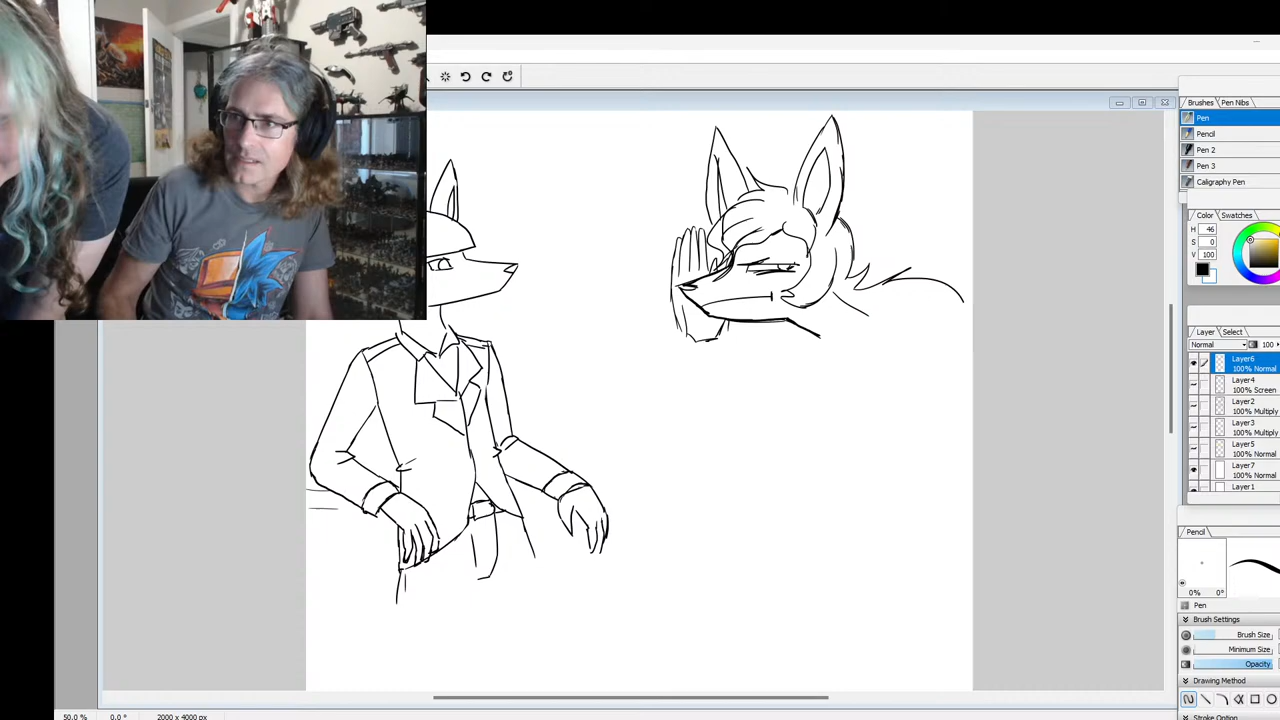 Brushes Pen Nibs
Pen
Pencil
Pen 2
Pen 3
Caligraphy Pen
Color Swatches
H 46
S 0
V 100
Layer Select
Normal 100
Layer6
100% Normal
Layer4
100% Screen
Layer2
100% Multiply
Layer3
100% Multiply
Layer5
100% Normal
Layer7
100% Normal
Layer1
Pencil
0% 0°
Pen
Brush Settings
Brush Size
Minimum Size
Opacity
Drawing Method
Stroke Option
50.0 % 0.0 ° 2000 x 4000 px